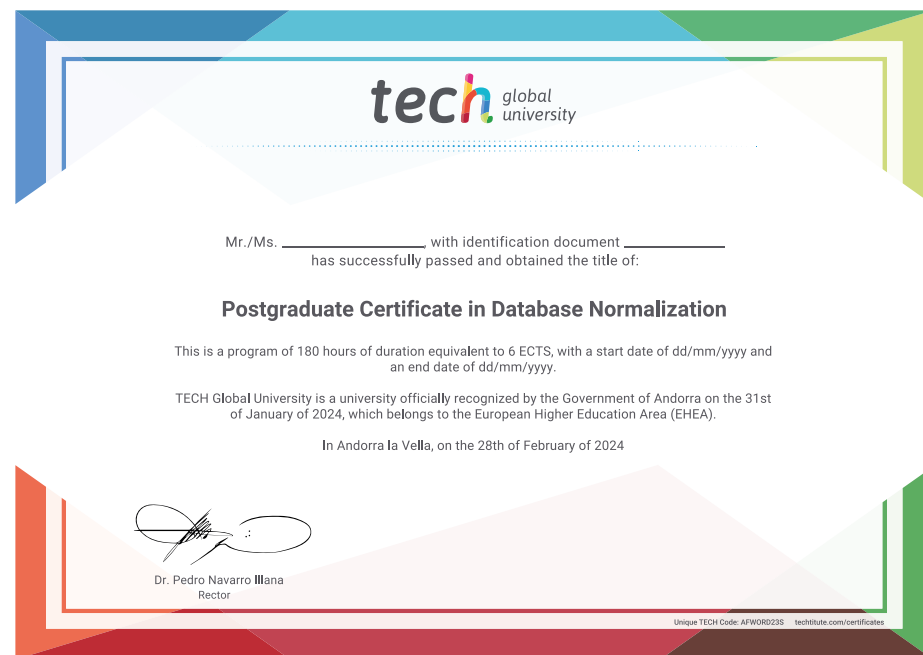 tech global
university
Mr./Ms. ____________, with identification document ____________
has successfully passed and obtained the title of:
Postgraduate Certificate in Database Normalization
This is a program of 180 hours of duration equivalent to 6 ECTS, with a start date of dd/mm/yyyy and
an end date of dd/mm/yyyy.
TECH Global University is a university officially recognized by the Government of Andorra on the 31st
of January of 2024, which belongs to the European Higher Education Area (EHEA).
In Andorra la Vella, on the 28th of February of 2024
Dr. Pedro Navarro Illana
Rector
Unique TECH Code: AFWORD23S techtitute.com/certificates